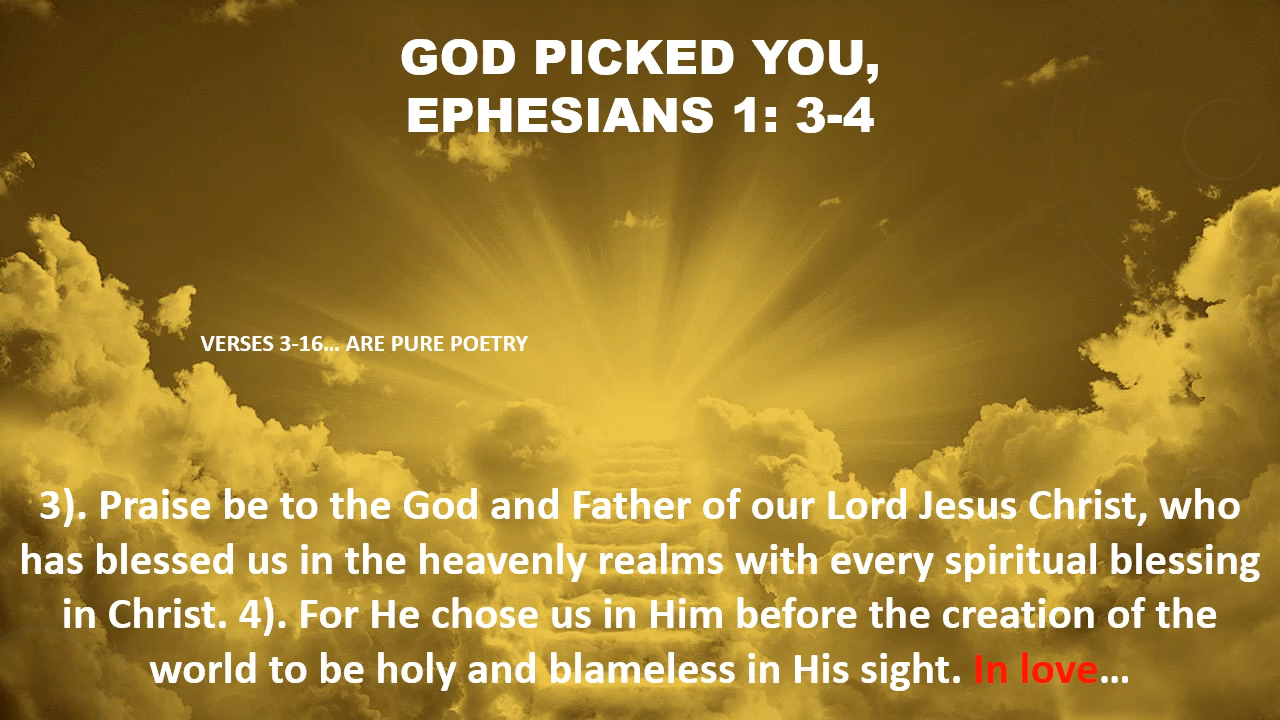 GOD PICKED YOU,
EPHESIANS 1: 3-4
VERSES 3-16... ARE PURE POETRY
3). Praise be to the God and Father of our Lord Jesus Christ, who
has blessed us in the heavenly realms with every spiritual blessing
in Christ. 4). For He chose us in Him before the creation of the
world to be holy and blameless in His sight. In love...